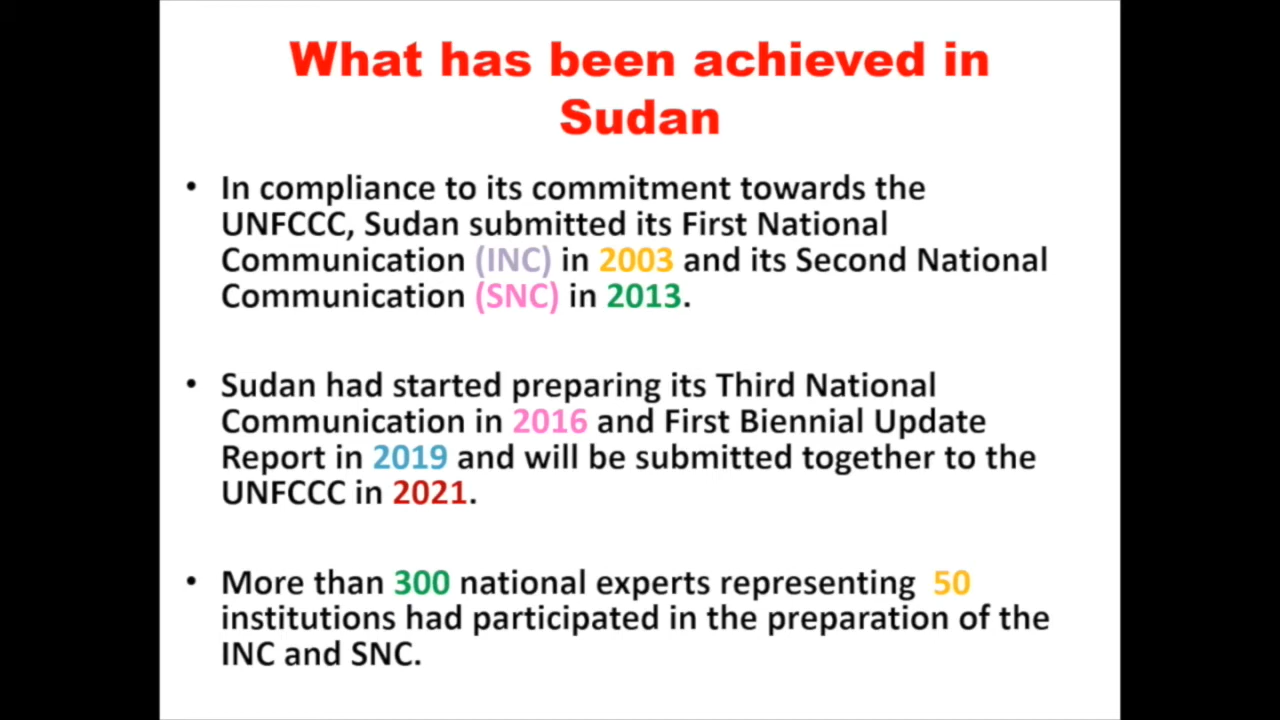 What has been achieved in
Sudan
• In compliance to its commitment towards the
UNFCCC, Sudan submitted its First National
Communication (INC) in 2003 and its Second National
Communication (SNC) in 2013.
• Sudan had started preparing its Third National
Communication in 2016 and First Biennial Update
Report in 2019 and will be submitted together to the
UNFCCC in 2021.
• More than 300 national experts representing 50
institutions had participated in the preparation of the
INC and SNC.